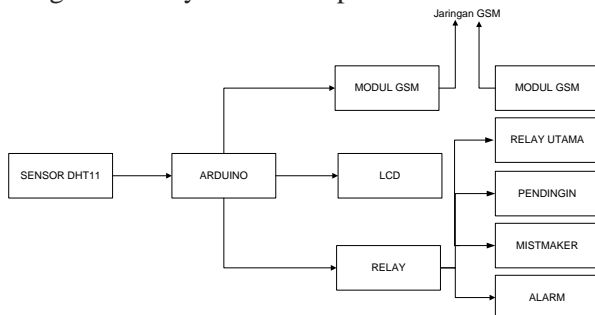 Jaringan GSM
MODUL GSM
MODUL GSM
RELAY UTAMA
SENSOR DHT11
ARDUINO
LCD
PENDINGIN
RELAY
MISTMAKER
ALARM